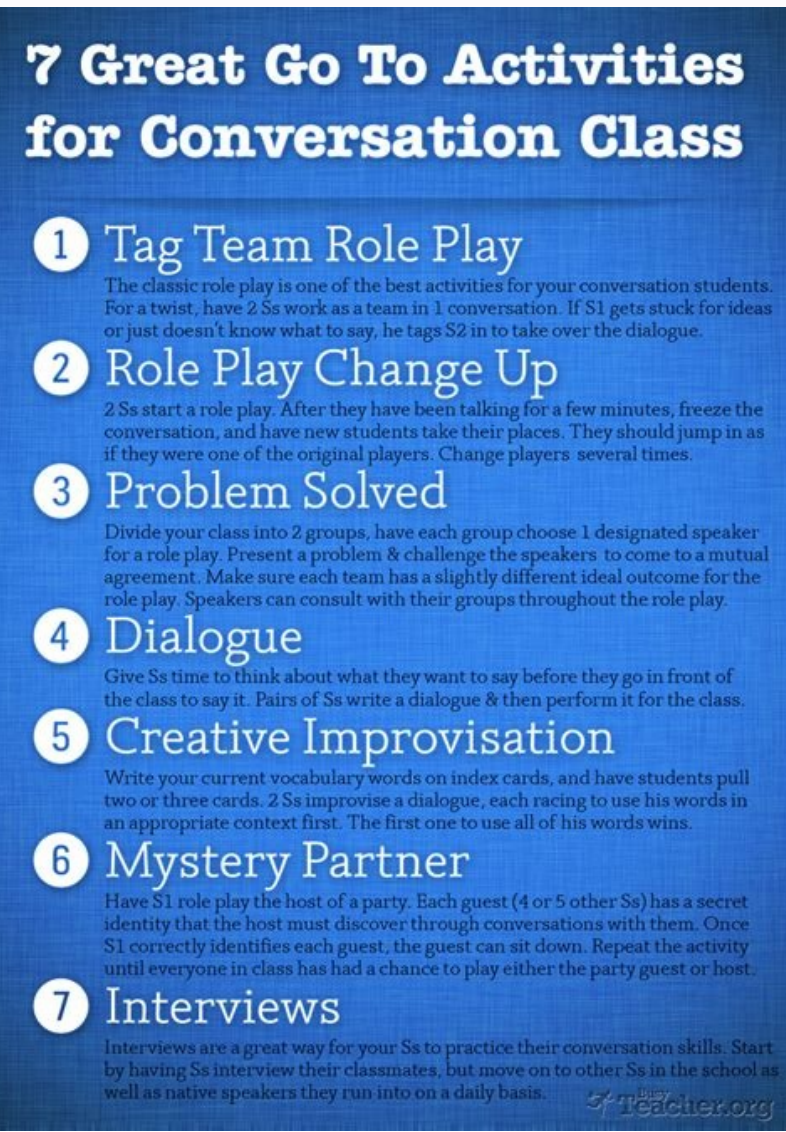 7 Great Go To Activities
for Conversation Class
1 Tag Team Role Play
The classic role play is one of the best activities for your conversation students.
For a twist, have 2 Ss work as a team in 1 conversation. If S1 gets stuck for ideas
or just doesn't know what to say, he tags S2 in to take over the dialogue.
2 Role Play Change Up
2 Ss start a role play. After they have been talking for a few minutes, freeze the
conversation, and have new students take their places. They should jump in as
if they were one of the original players. Change players several times.
3 Problem Solved
Divide your class into 2 groups, have each group choose 1 designated speaker
for a role play. Present a problem & challenge the speakers to come to a mutual
agreement. Make sure each team has a slightly different ideal outcome for the
role play. Speakers can consult with their groups throughout the role play.
4 Dialogue
Give Ss time to think about what they want to say before they go in front of
the class to say it. Pairs of Ss write a dialogue & then perform it for the class.
5 Creative Improvisation
Write your current vocabulary words on index cards, and have students pull
two or three cards. 2 Ss improvise a dialogue, each racing to use his words in
an appropriate context first. The first one to use all of his words wins.
6 Mystery Partner
Have S1 role play the host of a party. Each guest (4 or 5 other Ss) has a secret
identity that the host must discover through conversations with them. Once
S1 correctly identifies each guest, the guest can sit down. Repeat the activity
until everyone in class has had a chance to play either the party guest or host.
7 Interviews
Interviews are a great way for your Ss to practice their conversation skills. Start
by having Ss interview their classmates, but move on to other Ss in the school as
well as native speakers they run into on a daily basis.
Busy
Teacher.org